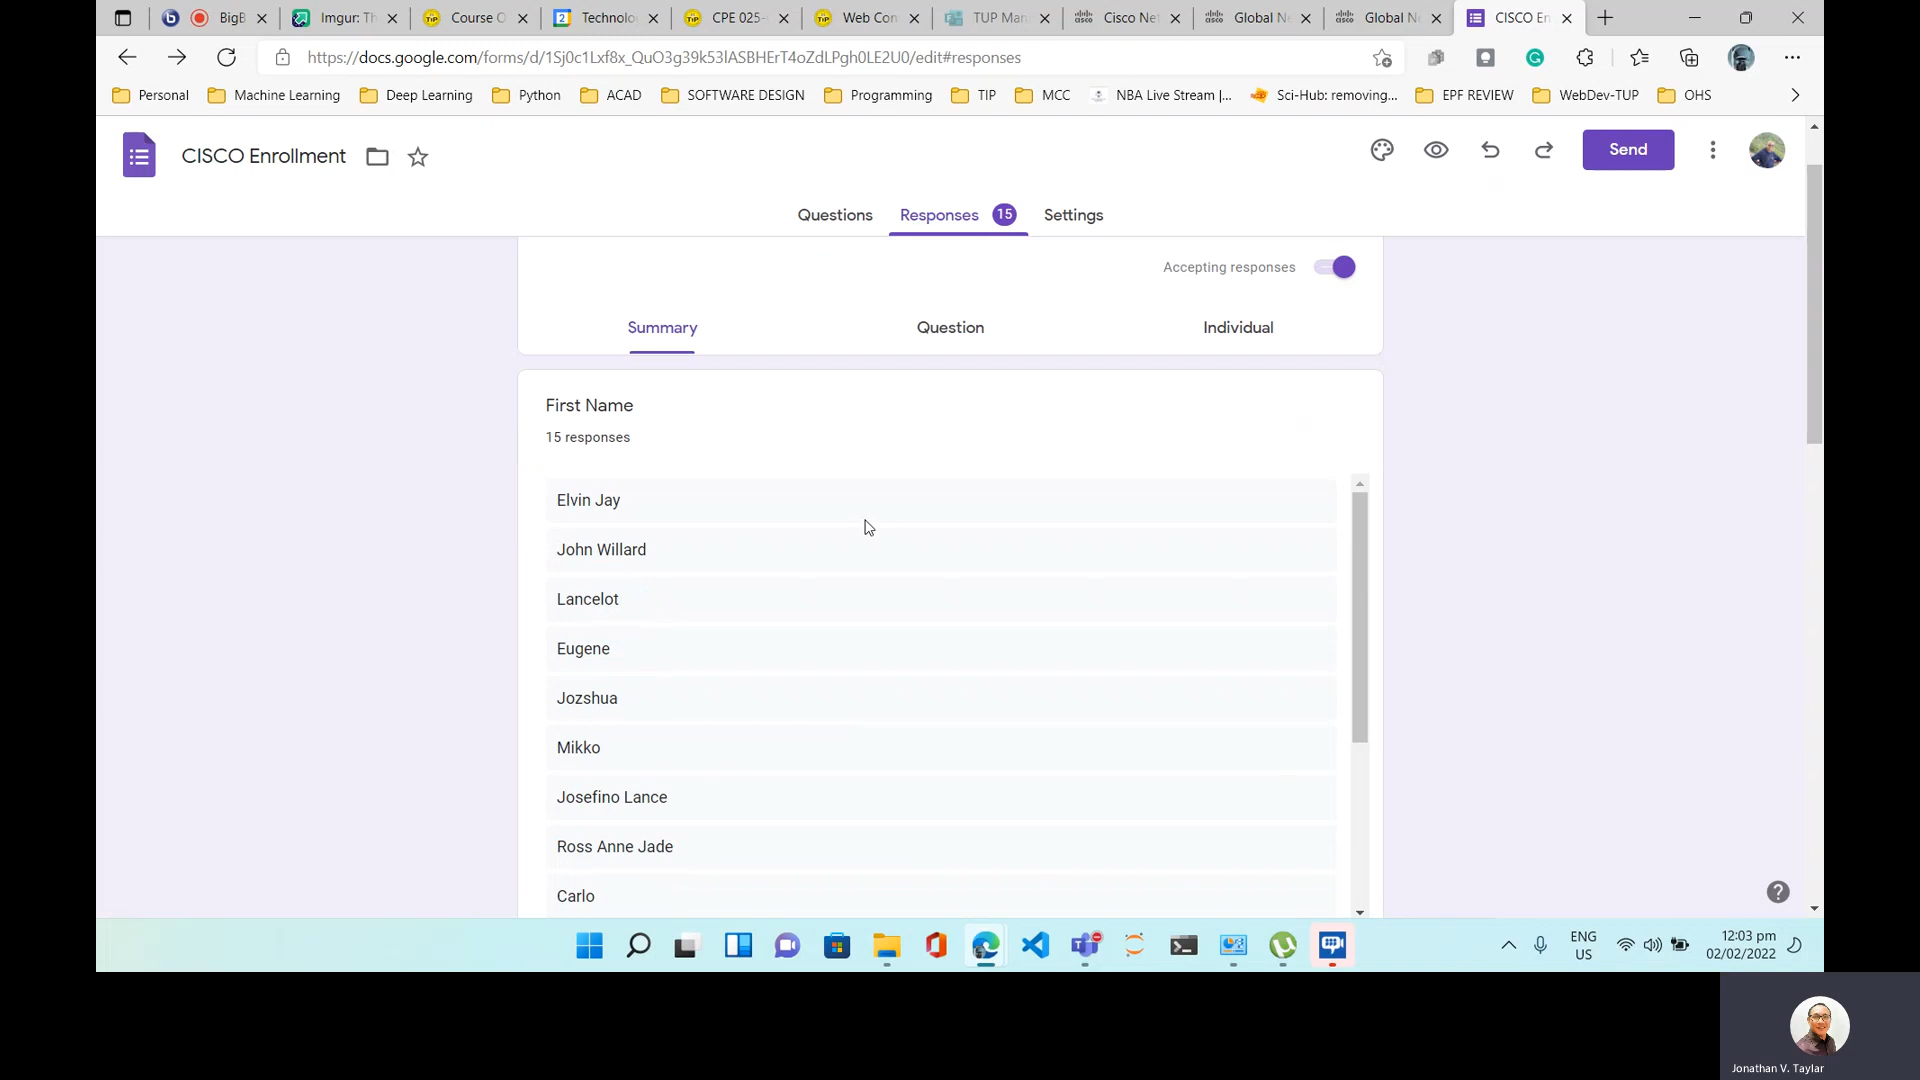 BigB
Imgur: Th
Course O
Technolo
CPE 025-
Web Con
TUP Man
Cisco Net
Global Ne
Global Ne
CISCO En
https://docs.google.com/forms/d/1Sj0c1Lxf8x_QuO3g39k53lASBHErT4oZdLPgh0LE2U0/edit#responses
Personal
Machine Learning
Deep Learning
Python
ACAD
SOFTWARE DESIGN
Programming
TIP
MCC
NBA Live Stream |...
Sci-Hub: removing...
EPF REVIEW
WebDev-TUP
OHS
CISCO Enrollment
Send
Questions
Responses 15
Settings
Accepting responses
Summary
Question
Individual
First Name
15 responses
Elvin Jay
John Willard
Lancelot
Eugene
Jozshua
Mikko
Josefino Lance
Ross Anne Jade
Carlo
ENG
US
12:03 pm
02/02/2022
Jonathan V. Taylar